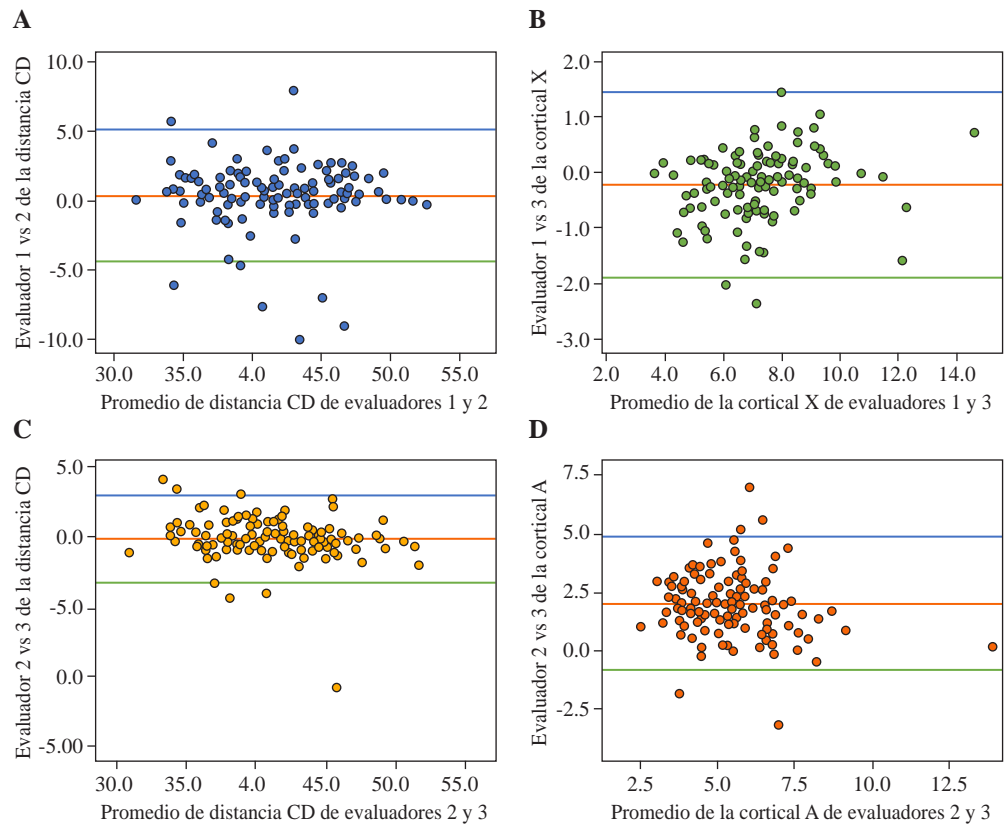 A
Evaluador 1 vs 2 de la distancia CD
10.0
5.0
0.0
-5.0
-10.0
30.0 35.0 40.0 45.0 50.0 55.0
Promedio de distancia CD de evaluadores 1 y 2
B
Evaluador 1 vs 3 de la cortical X
2.0
1.0
0.0
-1.0
-2.0
-3.0
2.0 4.0 6.0 8.0 10.0 12.0 14.0
Promedio de la cortical X de evaluadores 1 y 3
C
Evaluador 2 vs 3 de la distancia CD
5.0
0.0
-5.0
0.0
-5.00
30.0 35.0 4.0 45.0 50.0 55.0
Promedio de distancia CD de evaluadores 2 y 3
D
Evaluador 2 vs 3 de la cortical A
7.5
5.0
2.5
0.0
-2.5
2.5 5.0 7.5 10.0 12.5
Promedio de la cortical A de evaluadores 2 y 3